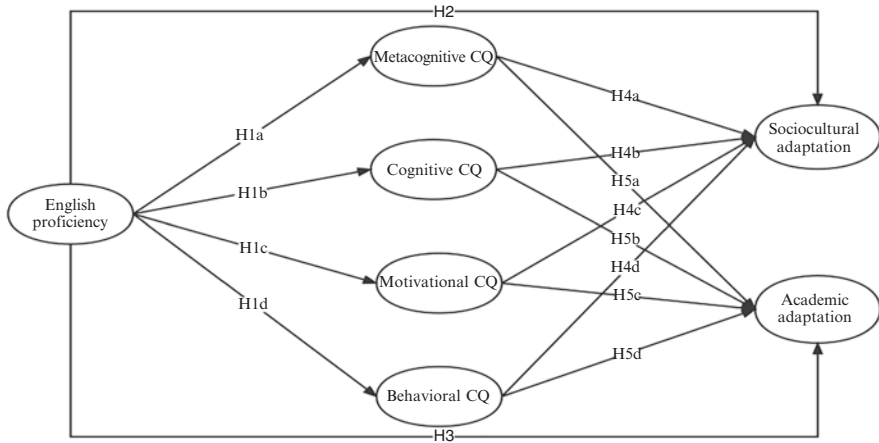 H2
Metacognitive CQ
H4a
Sociocultural
adaptation
H1a
H4b
Cognitive CQ
H5a
H1b
English
proficiency
H4c
H5b
H1c
H4d
Motivational CQ
H5c
Academic
adaptation
H1d
H5d
Behavioral CQ
H3